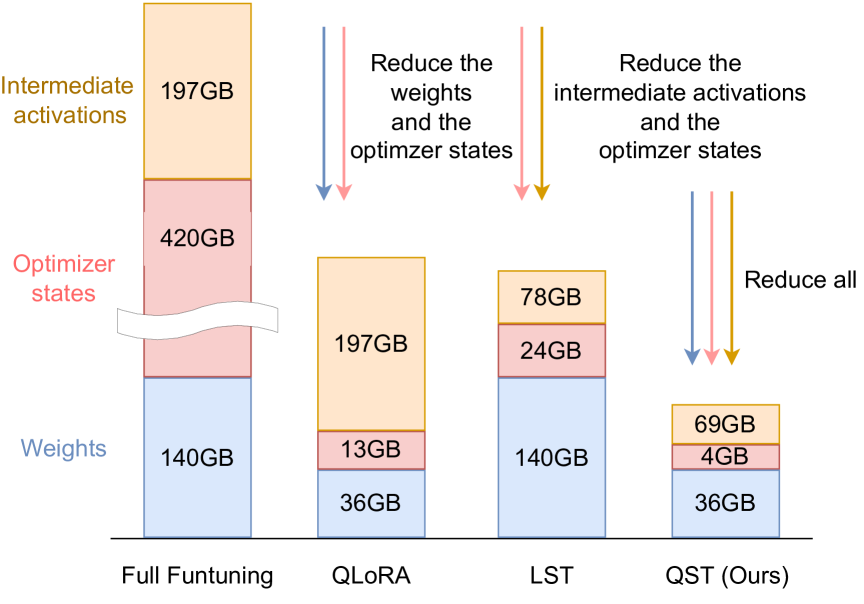 Intermediate
activations
197GB
Reduce the
weights
and the
optimzer states
Reduce the
intermediate activations
and the
optimzer states
Optimizer
states
420GB
Reduce all
197GB
78GB
24GB
Weights
140GB
13GB
36GB
140GB
69GB
4GB
36GB
Full Funtuning
QLoRA
LST
QST (Ours)